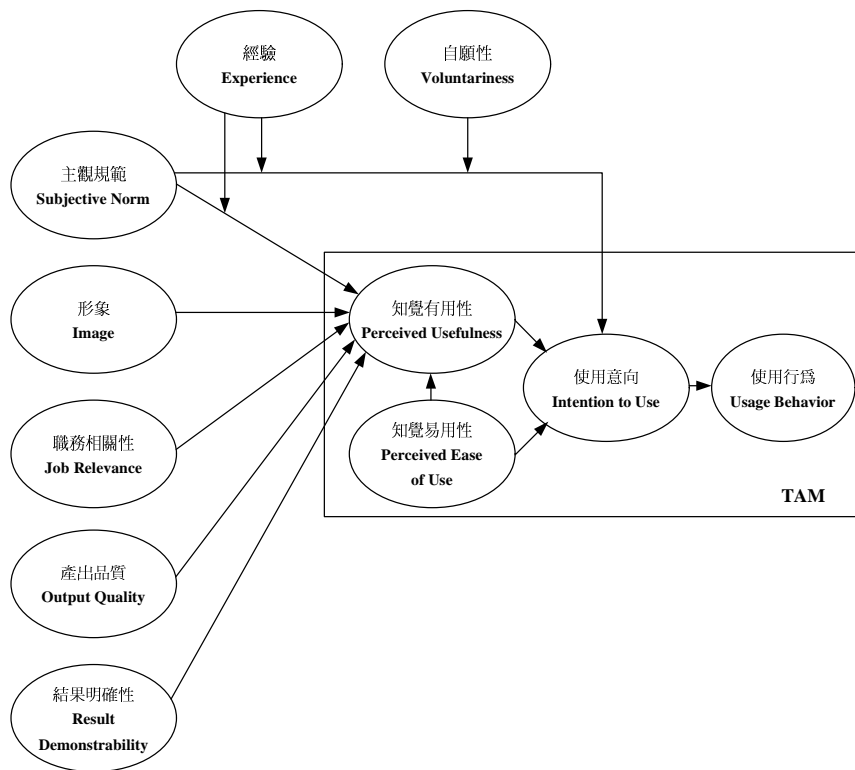 經驗
Experience
自願性
Voluntariness
主觀規範
Subjective Norm
形象
Image
知覺有用性
Perceived Usefulness
使用意向
Intention to Use
使用行為
Usage Behavior
職務相關性
Job Relevance
知覺易用性
Perceived Ease
of Use
TAM
產出品質
Output Quality
結果明確性
Result
Demonstrability